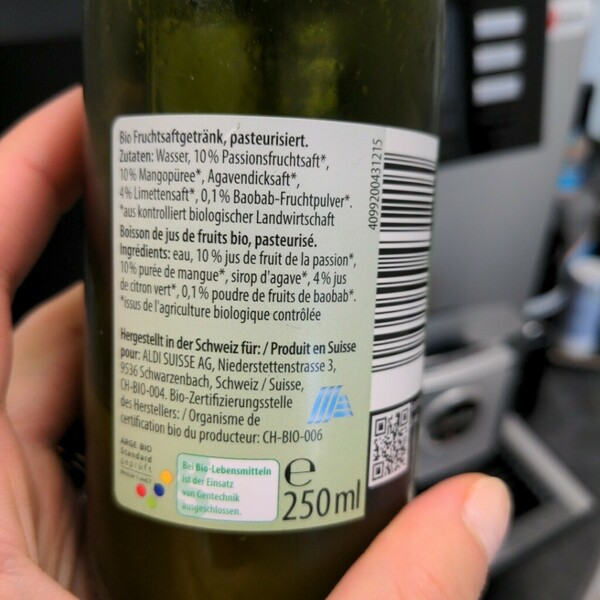 Bio Fruchtsaftgetränk, pasteurisiert.
Zutaten: Wasser, 10% Passionsfruchtsaft*,
10% Mangopüree*, Agavendicksaft*,
4% Limettensaft*, 0,1% Baobab-Fruchtpulver*.
*aus kontrolliert biologischer Landwirtschaft
Boisson de jus de fruits bio, pasteurisé.
Ingrédients: eau, 10% jus de fruit de la passion*,
10% purée de mangue*, sirop d'agave*, 4% jus
de citron vert*, 0,1% poudre de fruits de baobab*.
*issus de l'agriculture biologique contrôlée
Hergestellt in der Schweiz für: / Produit en Suisse
pour: ALDI SUISSE AG, Niederstettenstrasse 3,
9536 Schwarzenbach, Schweiz / Suisse,
CH-BIO-004. Bio-Zertifizierungsstelle
des Herstellers: / Organisme de
certification bio du producteur: CH-BIO-006
4099200431215
ARGE BIO
Standard
geprüft
Bei Bio-Lebensmitteln
ist der Einsatz
von Gentechnik
ausgeschlossen.
e
250 ml